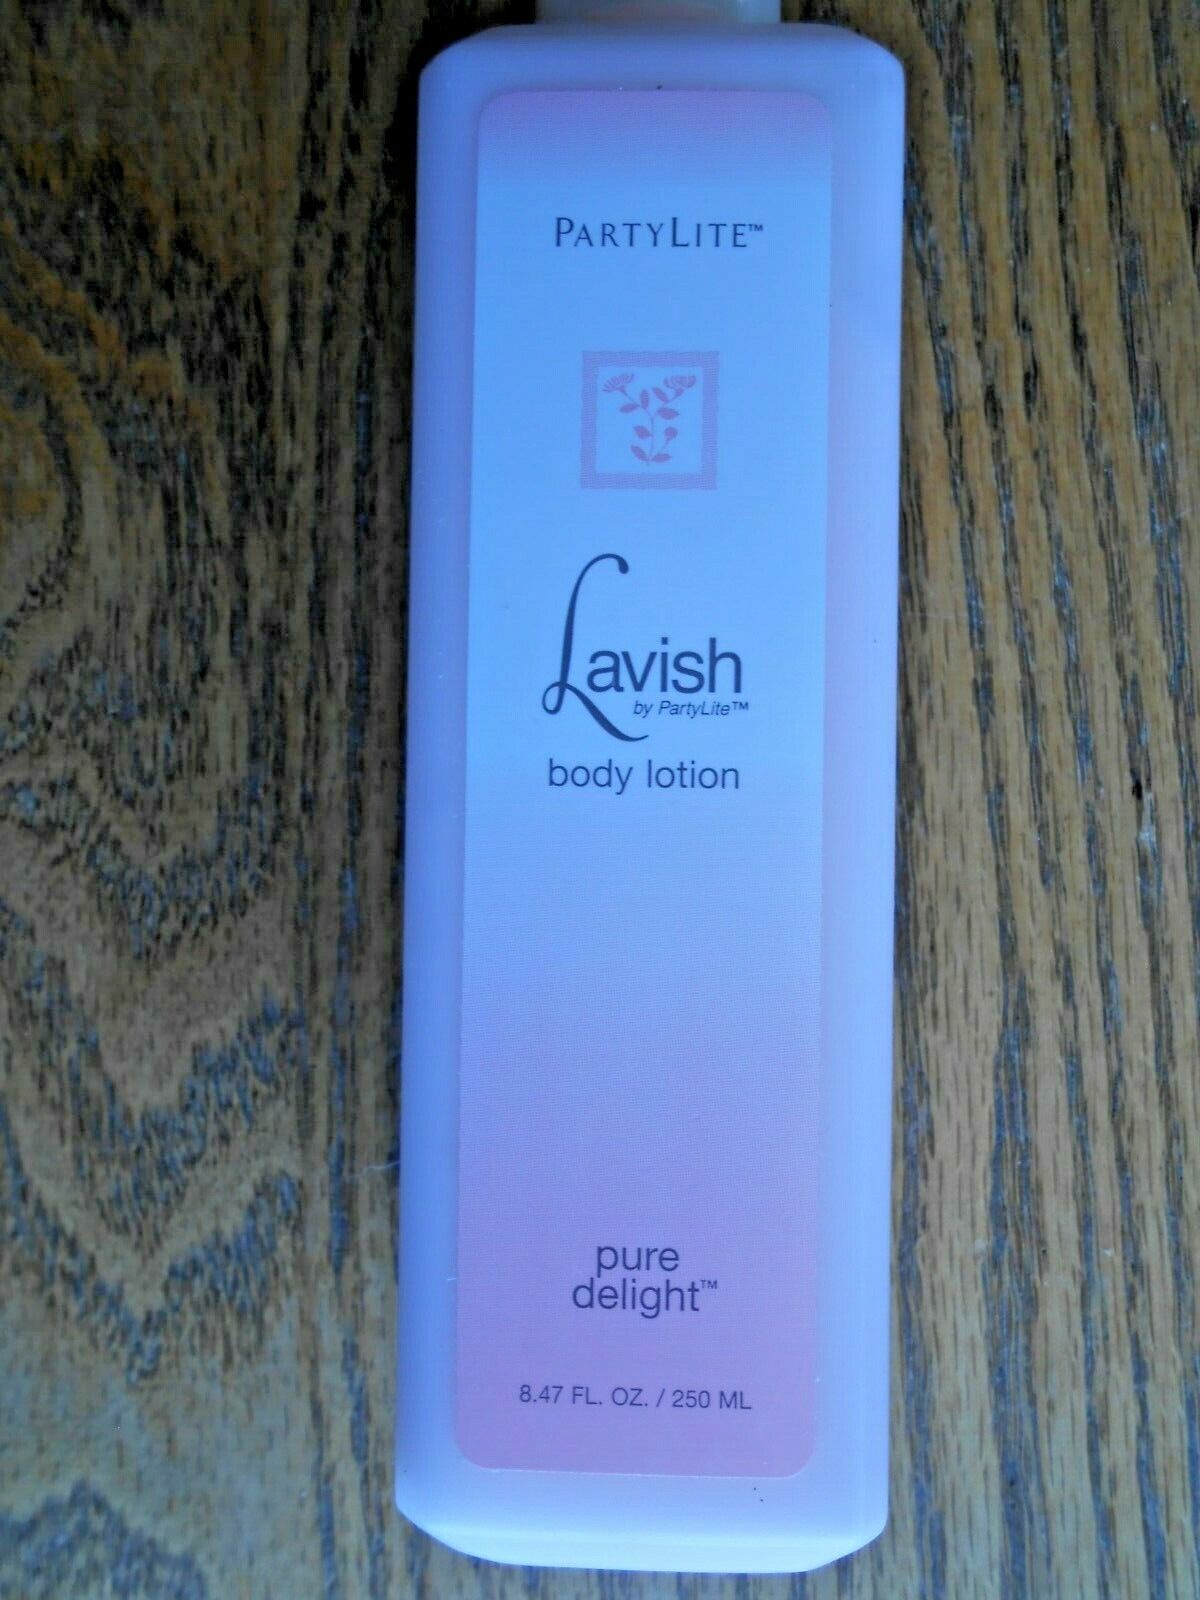 PARTYLITE™
Lavish
by PartyLite™
body lotion
pure
delight™
8.47 FL. OZ. / 250 ML